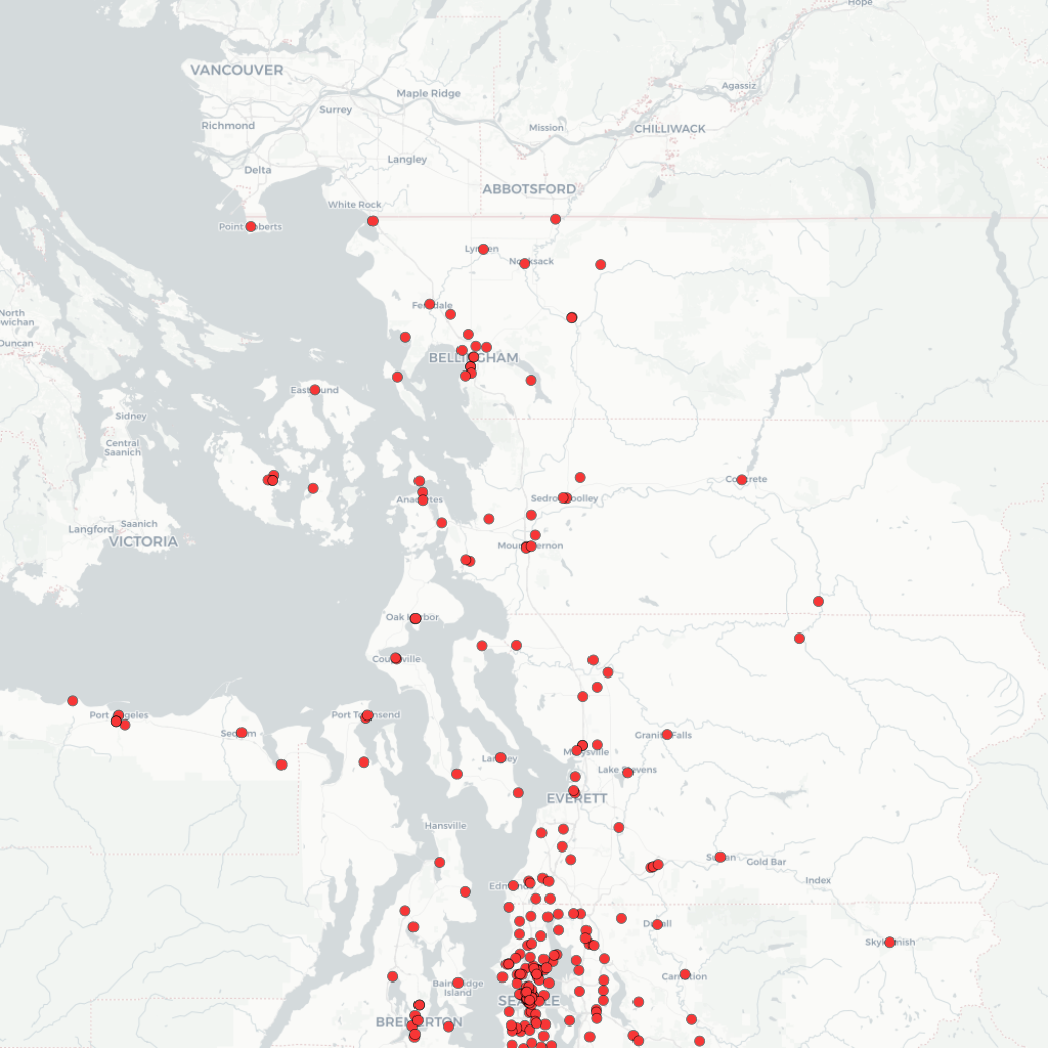 Hope
VANCOUVER
Agassiz
Maple Ridge
Surrey
Richmond
Mission
CHILLIWACK
Langley
Delta
ABBOTSFORD
White Rock
Point Roberts
Lynden
Nooksack
Ferndale
North
Cowichan
Duncan
BELLINGHAM
Eastsound
Sidney
Central
Saanich
Concrete
Anacortes
Sedro-Woolley
Langford
Saanich
VICTORIA
Mount Vernon
Oak Harbor
Coupeville
Port Angeles
Port Townsend
Sequim
Granite Falls
Marysville
Langley
Lake Stevens
EVERETT
Hansville
Sultan
Gold Bar
Index
Edmonds
Duvall
Skykomish
Carnation
Bainbridge
Island
SEATTLE
BREMERTON